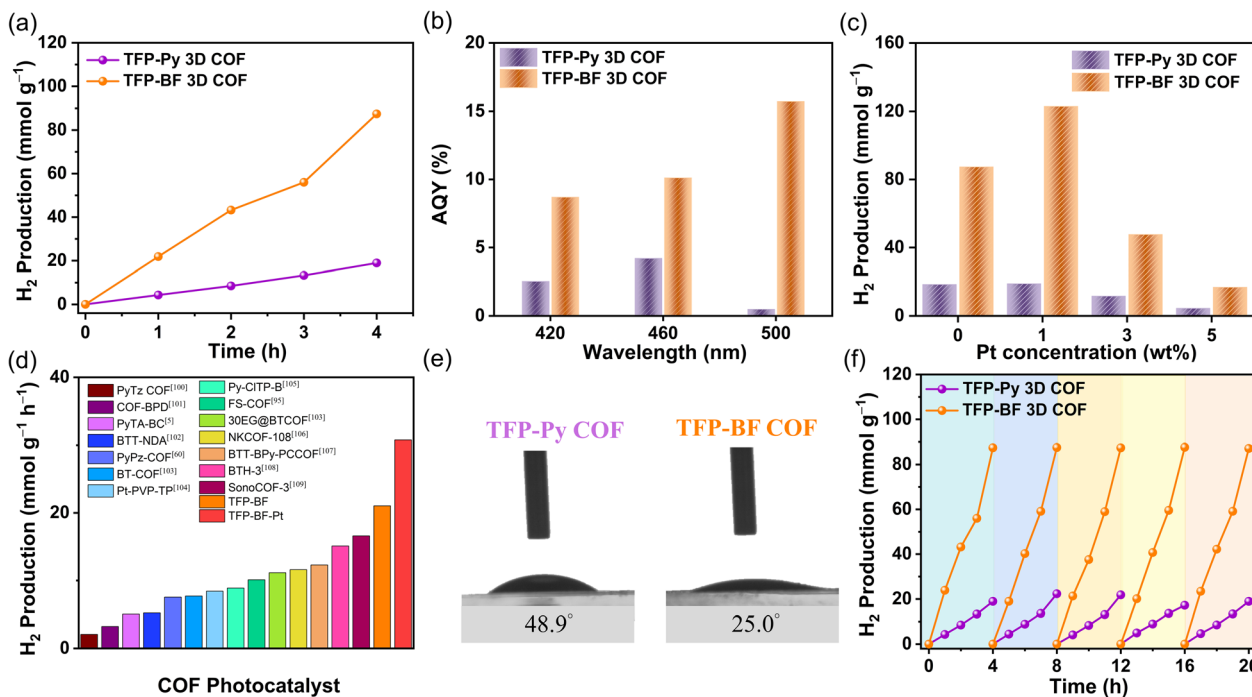 (a)
H₂ Production (mmol g⁻¹)
120
100
80
60
40
20
0
TFP-Py 3D COF
TFP-BF 3D COF
0 1 2 3 4
Time (h)
(b)
AQY (%)
20
15
10
5
0
TFP-Py 3D COF
TFP-BF 3D COF
420 460 500
Wavelength (nm)
(c)
H₂ Production (mmol g⁻¹)
160
120
80
40
0
TFP-Py 3D COF
TFP-BF 3D COF
0 1 3 5
Pt concentration (wt%)
(d)
H₂ Production (mmol g⁻¹ h⁻¹)
40
20
0
PyTz COF[100]
COF-BPD[101]
PyTA-BC[5]
BTT-NDA[102]
PyPz-COF[60]
BT-COF[103]
Pt-PVP-TP[104]
Py-CITP-B[105]
FS-COF[95]
30EG@BTCOF[103]
NKCOF-108[106]
BTT-BPy-PCCOF[107]
BTH-3[108]
SonoCOF-3[109]
TFP-BF
TFP-BF-Pt
COF Photocatalyst
(e)
TFP-Py COF
TFP-BF COF
48.9°
25.0°
(f)
H₂ Production (mmol g⁻¹)
120
100
80
60
40
20
0
TFP-Py 3D COF
TFP-BF 3D COF
0 4 8 12 16 20
Time (h)